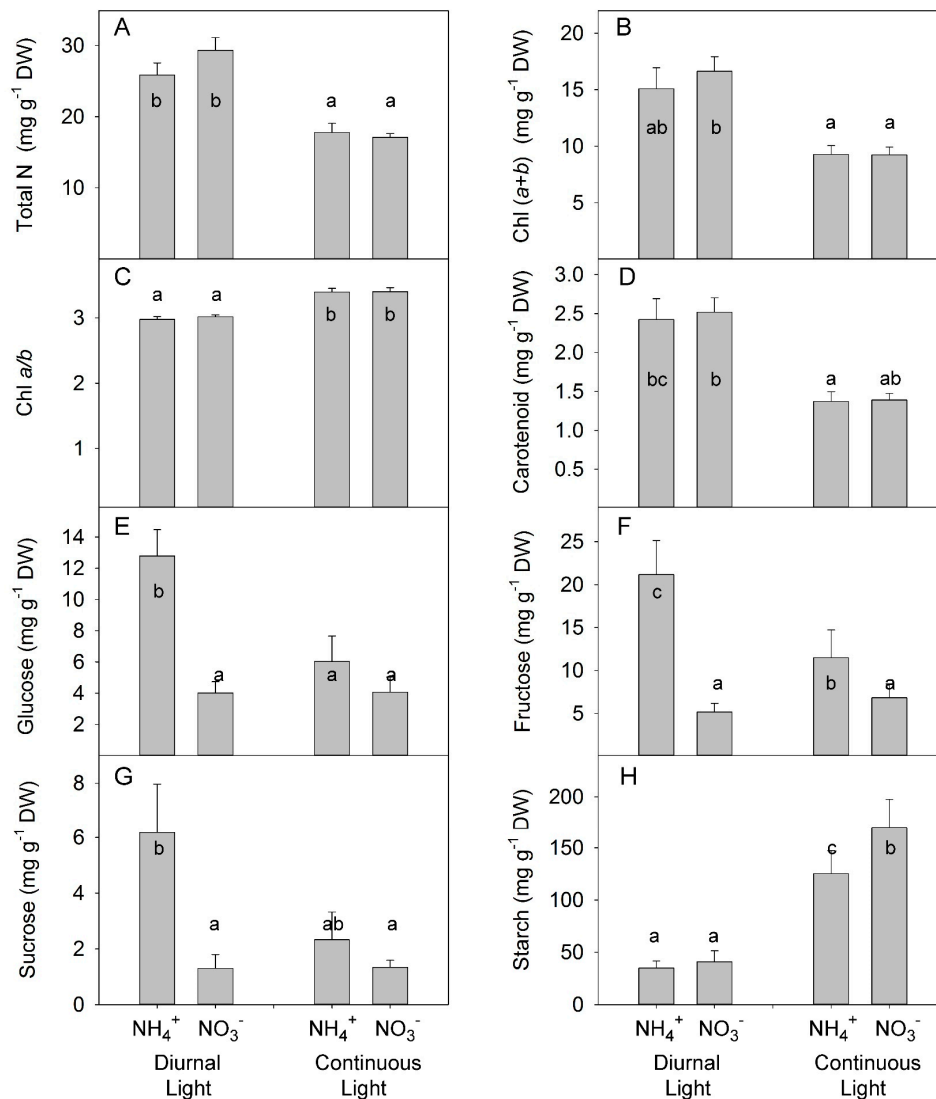 A
Total N (mg g⁻¹ DW)
30
20
10
b
b
a
a
B
Chl (a+b) (mg g⁻¹ DW)
20
15
10
5
ab
b
a
a
C
Chl a/b
3
2
1
a
a
b
b
D
Carotenoid (mg g⁻¹ DW)
3.0
2.5
2.0
1.5
1.0
0.5
bc
b
a
ab
E
Glucose (mg g⁻¹ DW)
14
12
10
8
6
4
2
b
a
a
a
F
Fructose (mg g⁻¹ DW)
25
20
15
10
5
c
a
b
a
G
Sucrose (mg g⁻¹ DW)
8
6
4
2
0
b
a
ab
a
H
Starch (mg g⁻¹ DW)
200
150
100
50
0
a
a
c
b
NH₄⁺ NO₃⁻ NH₄⁺ NO₃⁻
Diurnal Continuous
Light Light
NH₄⁺ NO₃⁻ NH₄⁺ NO₃⁻
Diurnal Continuous
Light Light